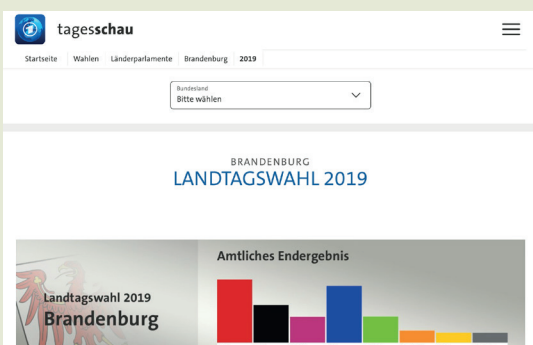 tagesschau
Startseite Wahlen Länderparlamente Brandenburg 2019
Bundesland
Bitte wählen
BRANDENBURG
LANDTAGSWAHL 2019
Amtliches Endergebnis
Landtagswahl 2019
Brandenburg